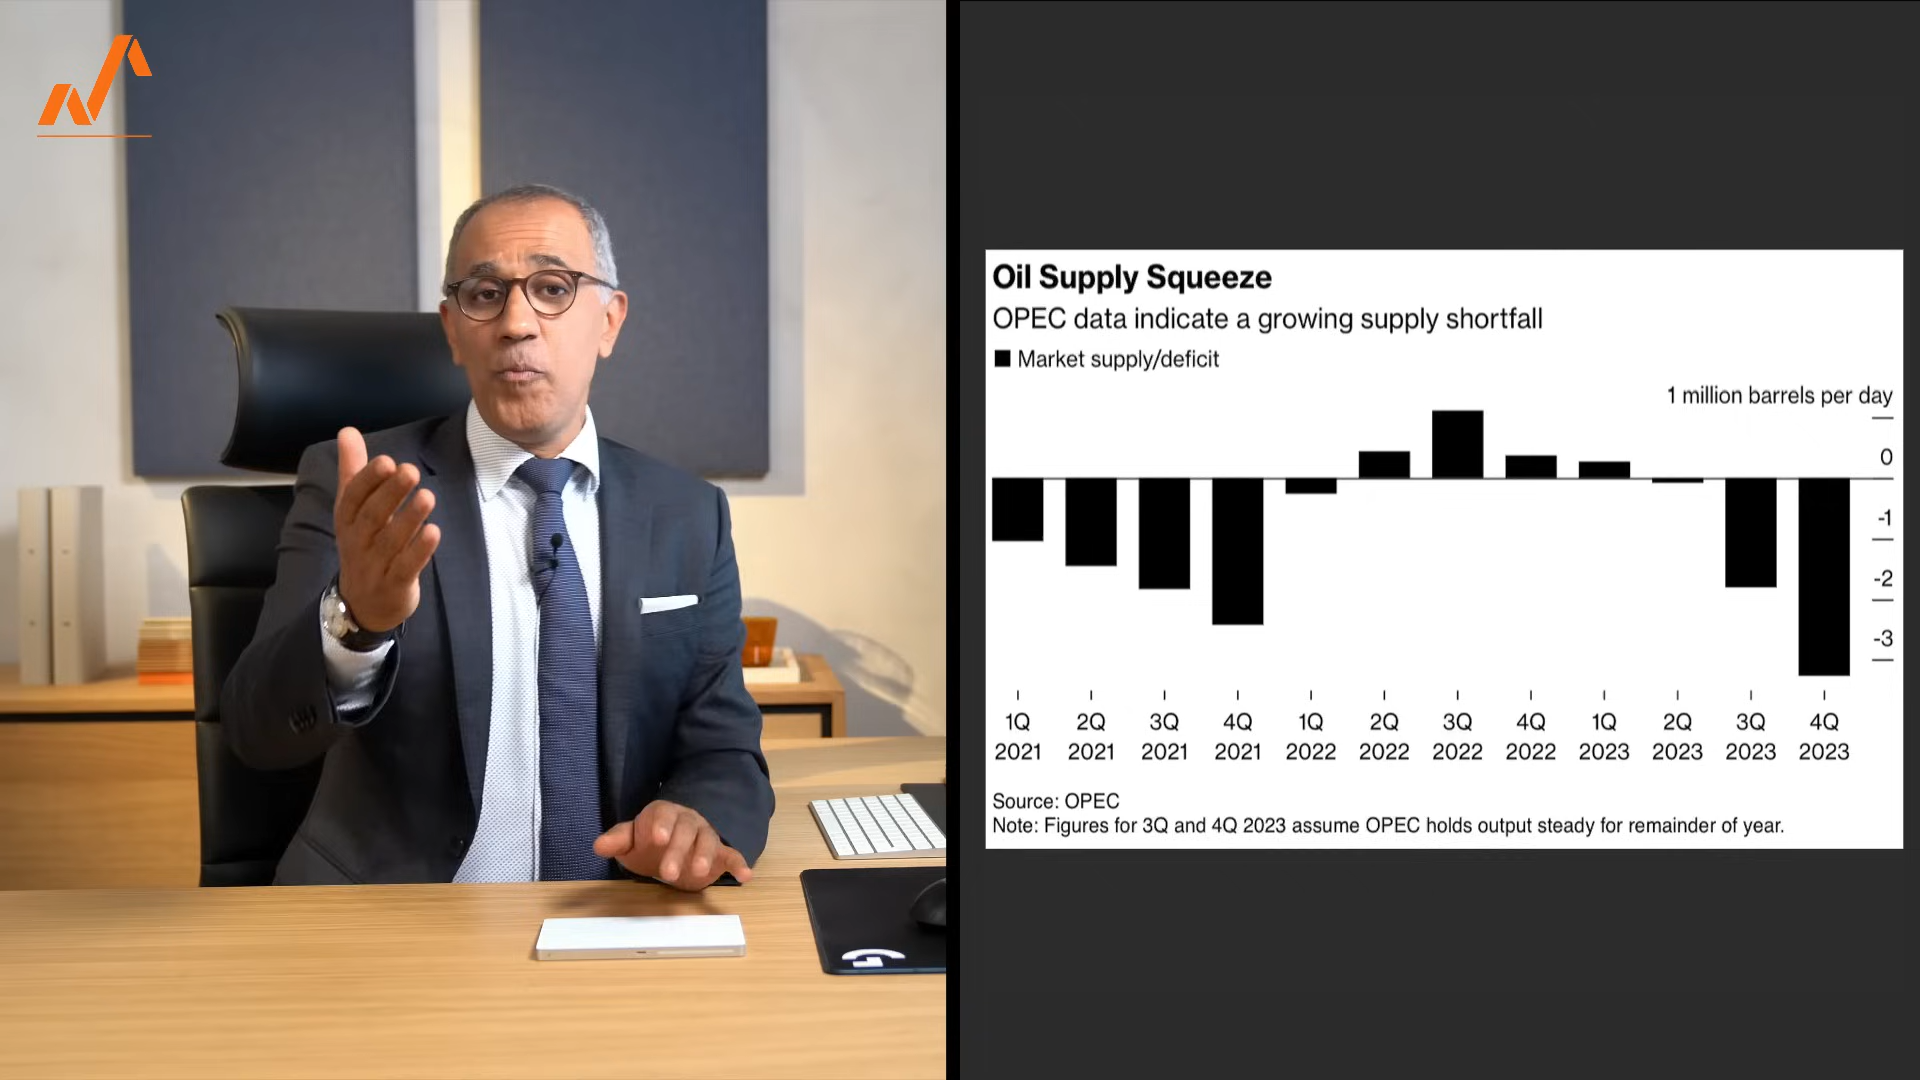 Oil Supply Squeeze
OPEC data indicate a growing supply shortfall
Market supply/deficit
1 million barrels per day
0
-1
-2
-3
1Q 2Q 3Q 4Q 1Q 2Q 3Q 4Q 1Q 2Q 3Q 4Q
2021 2021 2021 2021 2022 2022 2022 2022 2023 2023 2023 2023
Source: OPEC
Note: Figures for 3Q and 4Q 2023 assume OPEC holds output steady for remainder of year.